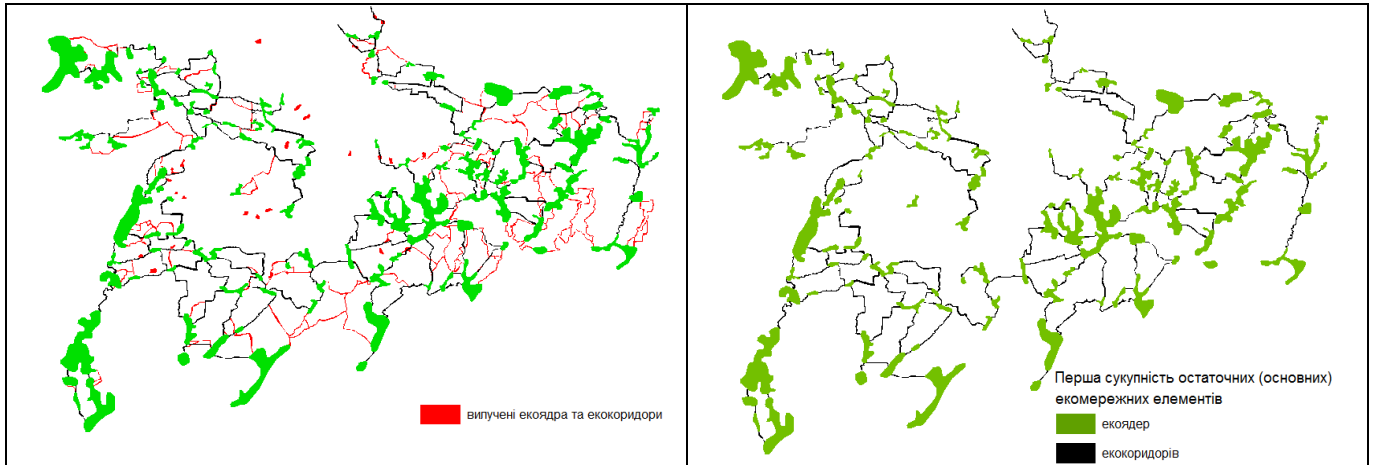 випучені екоядра та екокоридори
Перша сукупність остаточних (основних)
екомережних елементів
екоядер
екокоридорів